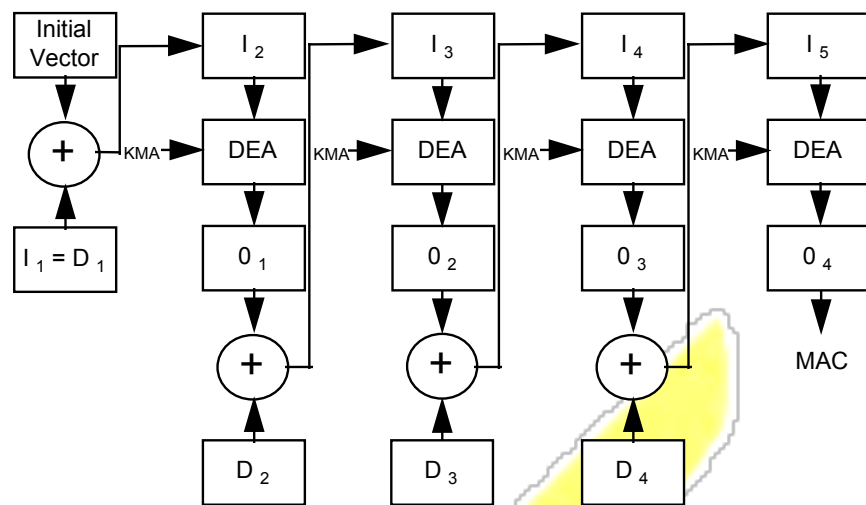 Initial Vector
I 2
I 3
I 4
I 5
+
KMA
DEA
KMA
DEA
KMA
DEA
KMA
DEA
I 1 = D 1
0 1
0 2
0 3
0 4
+
+
+
MAC
D 2
D 3
D 4